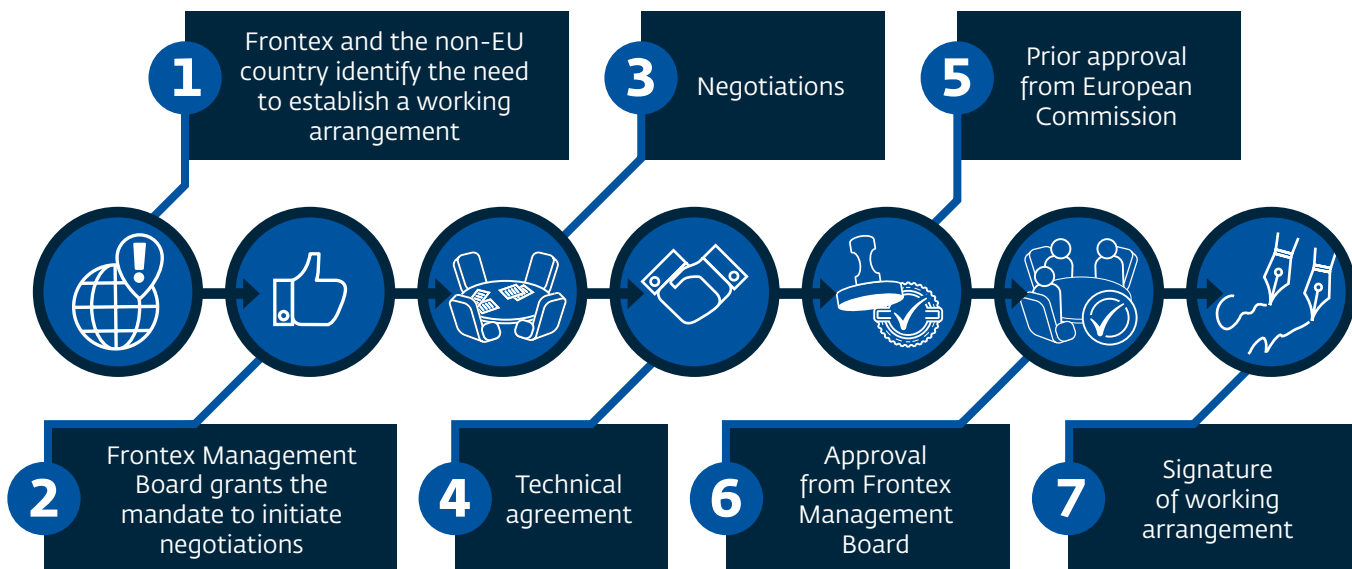 1
Frontex and the non-EU
country identify the need
to establish a working
arrangement
2
Frontex Management
Board grants the
mandate to initiate
negotiations
3
Negotiations
4
Technical
agreement
5
Prior approval
from European
Commission
6
Approval
from Frontex
Management
Board
7
Signature
of working
arrangement